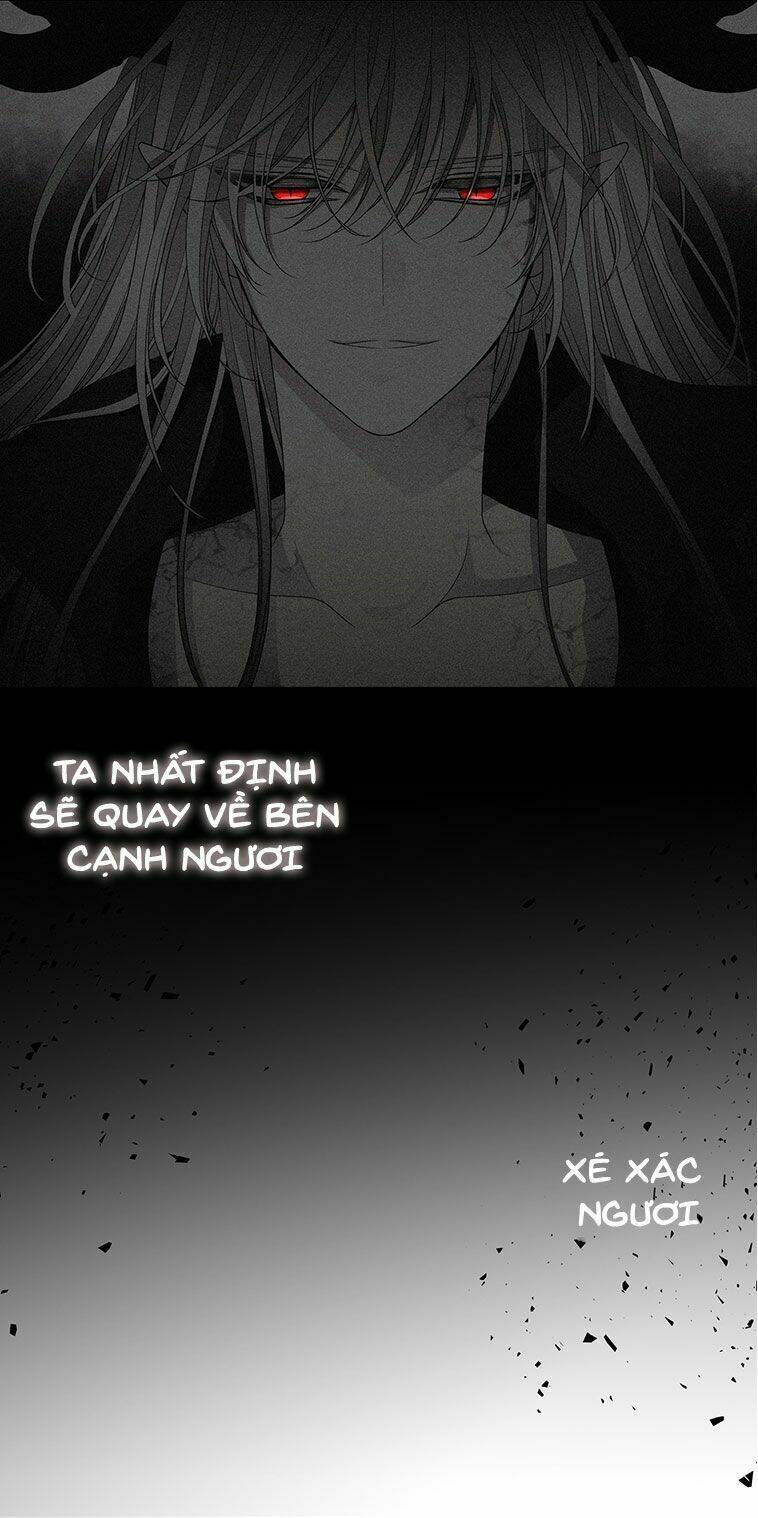 TA NHẤT ĐỊNH
SẼ QUAY VỀ BÊN
CẠNH NGƯƠI
XÉ XÁC
NGƯƠI